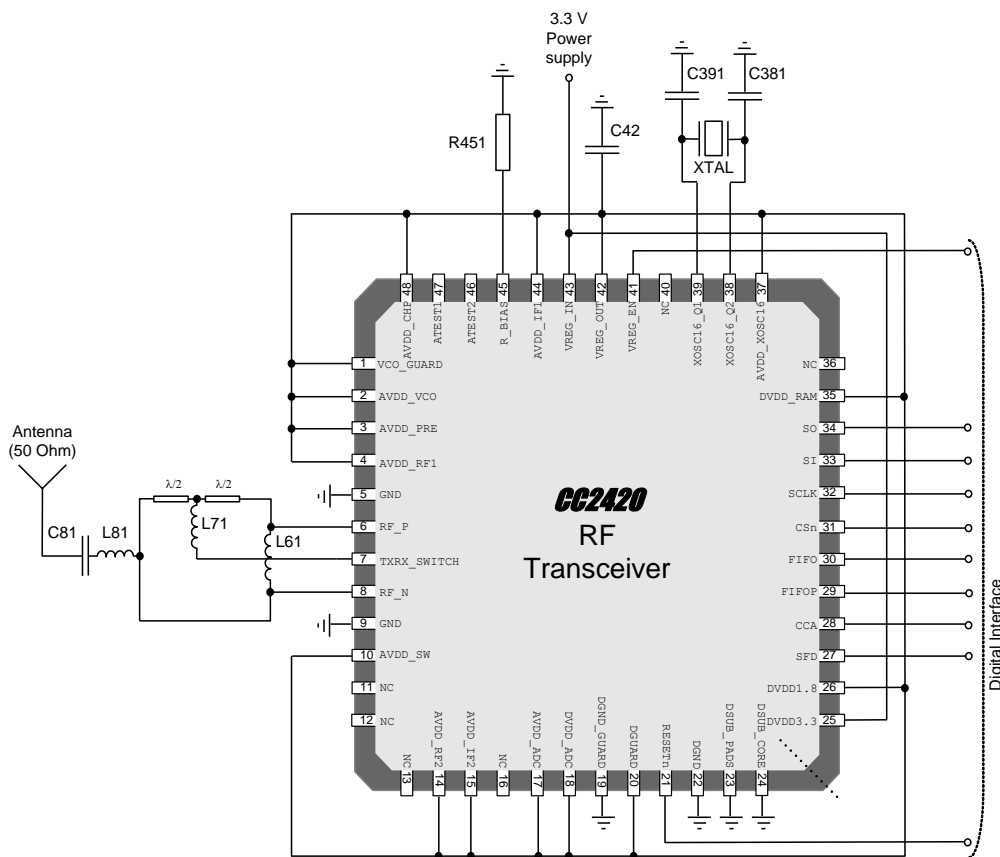 3.3 V
Power
supply
C391
C381
R451
C42
XTAL
48
47
46
45
44
43
42
41
40
39
38
37
AVDD_CHP
ATEST1
ATEST2
R_BIAS
AVDD_IF1
VREG_IN
VREG_OUT
VREG_EN
NC
XOSC16_Q1
XOSC16_Q2
AVDD_XOSC16
1 VCO_GUARD
2 AVDD_VCO
3 AVDD_PRE
4 AVDD_RF1
5 GND
6 RF_P
7 TXRX_SWITCH
8 RF_N
9 GND
10 AVDD_SW
11 NC
12 NC
NC 36
DVDD_RAM 35
SO 34
SI 33
SCLK 32
CSn 31
FIFO 30
FIFOP 29
CCA 28
SFD 27
DVDD1.8 26
DVDD3.3 25
Antenna
(50 Ohm)
λ/2
λ/2
C81
L81
L71
L61
CC2420
RF
Transceiver
Digital Interface
NC
AVDD_RF2
AVDD_IF2
NC
AVDD_ADC
DVDD_ADC
DGND_GUARD
DGUARD
RESETn
DGND
DSUB_PADS
DSUB_CORE
13
14
15
16
17
18
19
20
21
22
23
24